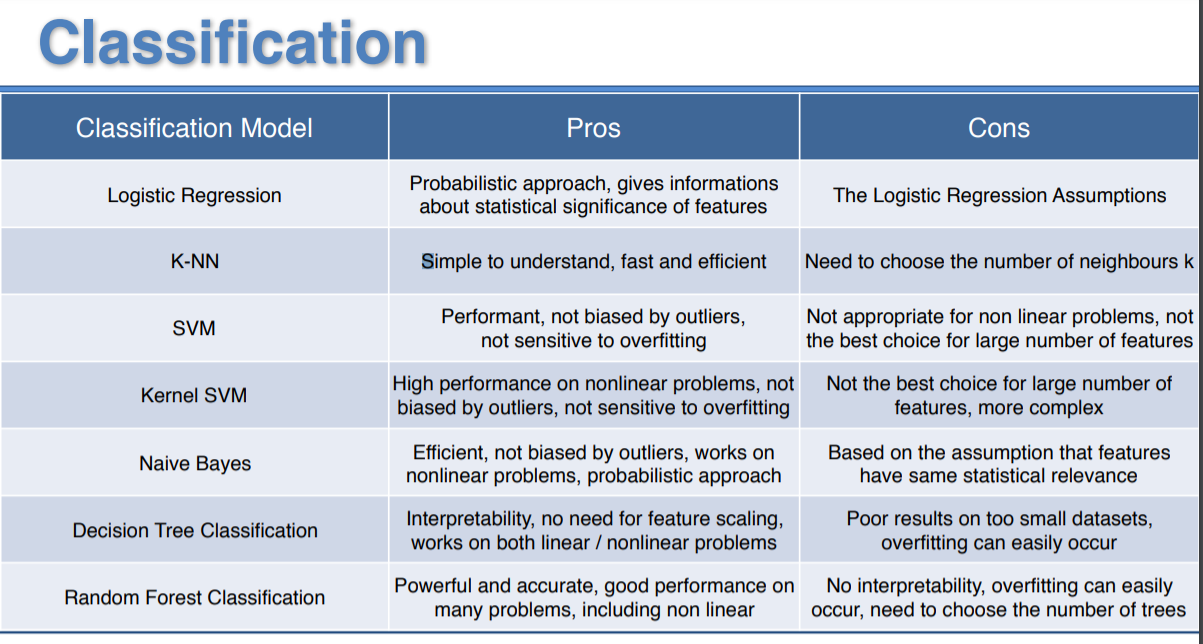 Classification
Classification Model
Pros
Cons
Logistic Regression
Probabilistic approach, gives informations
about statistical significance of features
The Logistic Regression Assumptions
K-NN
Simple to understand, fast and efficient
Need to choose the number of neighbours k
SVM
Performant, not biased by outliers,
not sensitive to overfitting
Not appropriate for non linear problems, not
the best choice for large number of features
Kernel SVM
High performance on nonlinear problems, not
biased by outliers, not sensitive to overfitting
Not the best choice for large number of
features, more complex
Naive Bayes
Efficient, not biased by outliers, works on
nonlinear problems, probabilistic approach
Based on the assumption that features
have same statistical relevance
Decision Tree Classification
Interpretability, no need for feature scaling,
works on both linear / nonlinear problems
Poor results on too small datasets,
overfitting can easily occur
Random Forest Classification
Powerful and accurate, good performance on
many problems, including non linear
No interpretability, overfitting can easily
occur, need to choose the number of trees